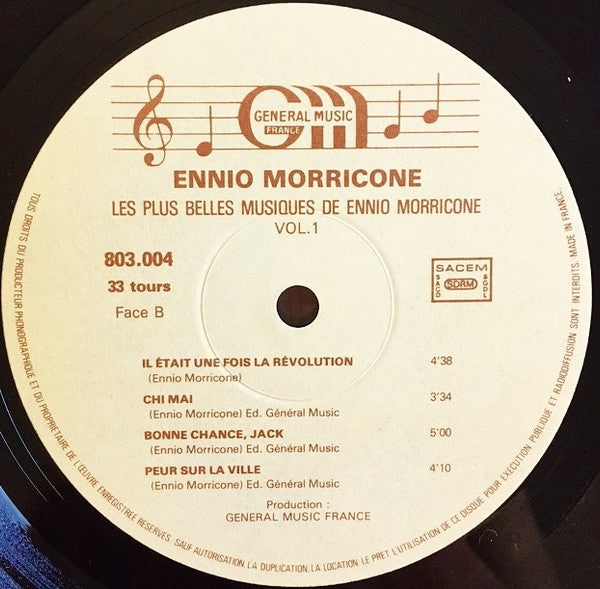 GENERAL MUSIC
FRANCE
ENNIO MORRICONE
LES PLUS BELLES MUSIQUES DE ENNIO MORRICONE
VOL.1
803.004
33 tours
Face B
SACEM
SACD SDRM SGDL
IL ÉTAIT UNE FOIS LA RÉVOLUTION 4'38
(Ennio Morricone)
CHI MAI 3'34
(Ennio Morricone) Ed. Général Music
BONNE CHANCE, JACK 5'00
(Ennio Morricone) Ed. Général Music
PEUR SUR LA VILLE 4'10
(Ennio Morricone) Ed. Général Music
Production :
GENERAL MUSIC FRANCE
TOUS DROITS DU PRODUCTEUR PHONOGRAPHIQUE ET DU PROPRIETAIRE DE L'ŒUVRE ENREGISTREE RESERVES. SAUF AUTORISATION LA DUPLICATION, LA LOCATION, LE PRET, L'UTILISATION DE CE DISQUE POUR EXECUTION PUBLIQUE ET RADIODIFFUSION SONT INTERDITS. MADE IN FRANCE.